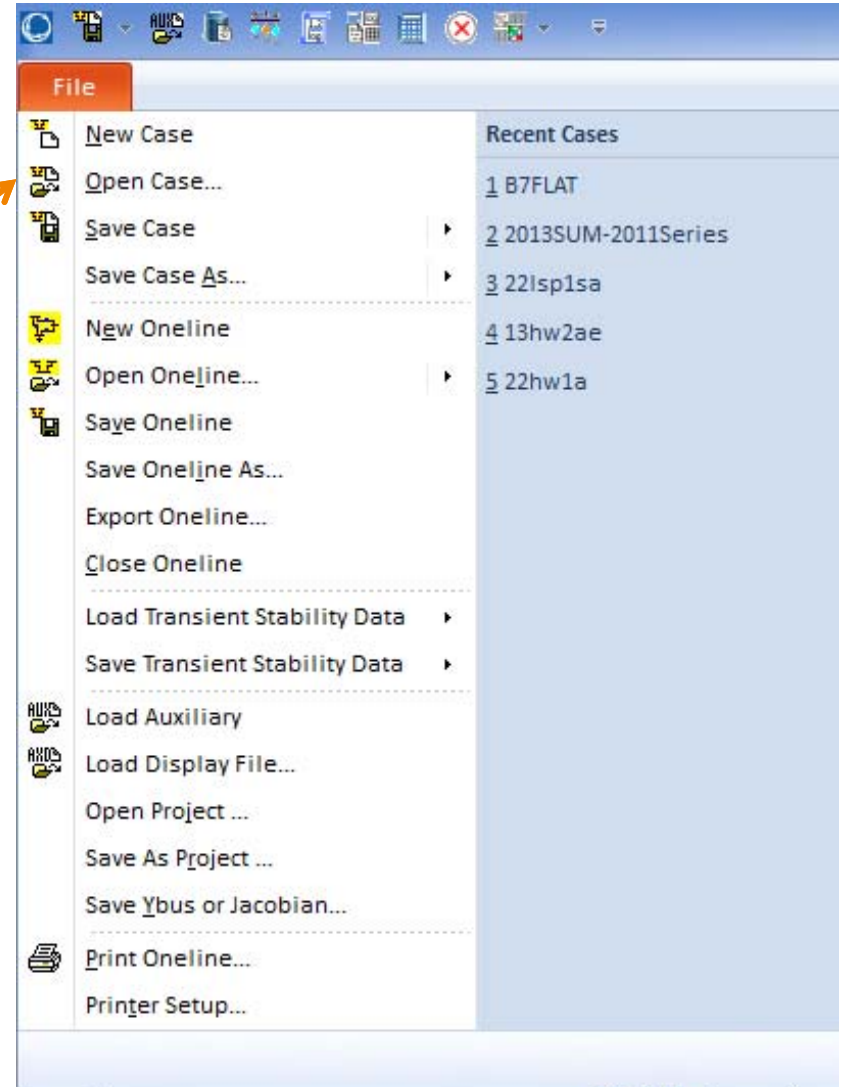 File
New Case
Open Case...
Save Case
Save Case As...
New Oneline
Open Oneline...
Save Oneline
Save Oneline As...
Export Oneline...
Close Oneline
Load Transient Stability Data
Save Transient Stability Data
AUX
Load Auxiliary
AXD
Load Display File...
Open Project ...
Save As Project ...
Save Ybus or Jacobian...
Print Oneline...
Printer Setup...
Recent Cases
1 B7FLAT
2 2013SUM-2011Series
3 22lsp1sa
4 13hw2ae
5 22hw1a